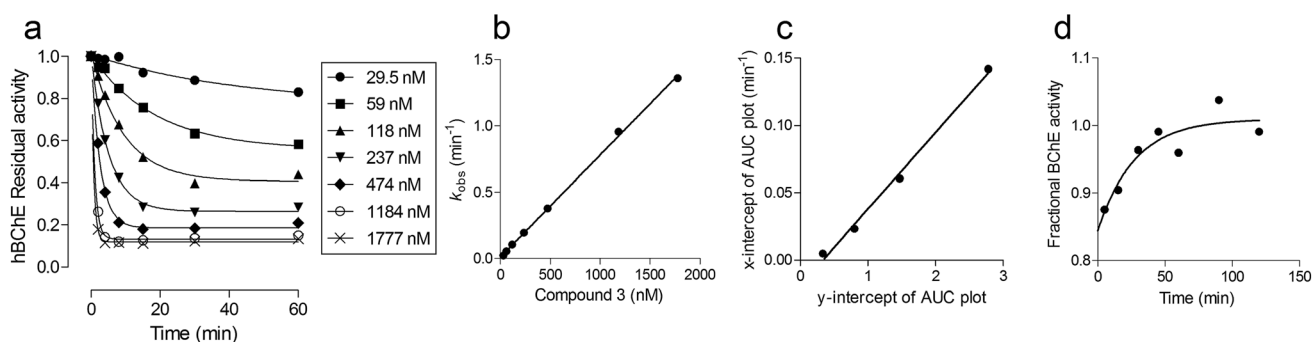 a
hBChE Residual activity
1.0
0.8
0.6
0.4
0.2
0.0
0 20 40 60
Time (min)
29.5 nM
59 nM
118 nM
237 nM
474 nM
1184 nM
1777 nM
b
kobs (min-1)
1.5
1.0
0.5
0.0
0 500 1000 1500 2000
Compound 3 (nM)
c
x-intercept of AUC plot (min-1)
0.15
0.10
0.05
0.00
0 1 2 3
y-intercept of AUC plot
d
Fractional BChE activity
1.1
1.0
0.9
0.8
0 50 100 150
Time (min)